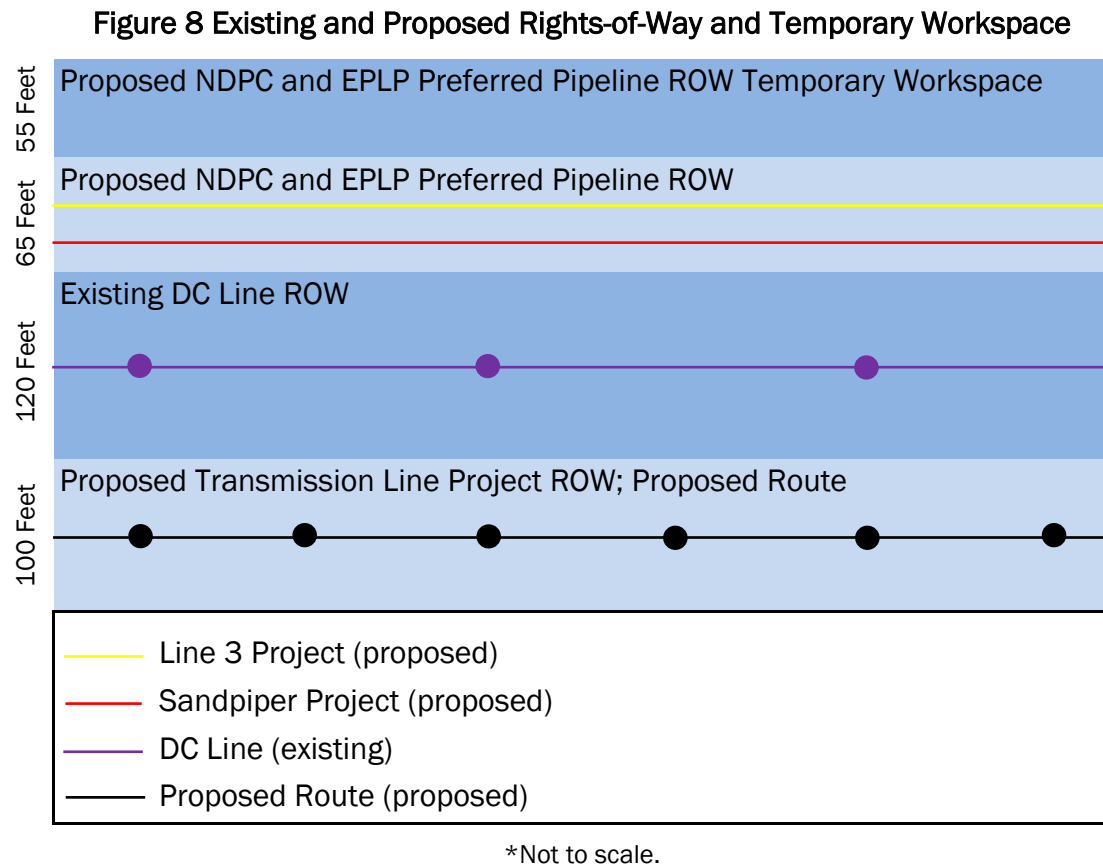 Figure 8 Existing and Proposed Rights-of-Way and Temporary Workspace
55 Feet
Proposed NDPC and EPLP Preferred Pipeline ROW Temporary Workspace
65 Feet
Proposed NDPC and EPLP Preferred Pipeline ROW
120 Feet
Existing DC Line ROW
100 Feet
Proposed Transmission Line Project ROW; Proposed Route
Line 3 Project (proposed)
Sandpiper Project (proposed)
DC Line (existing)
Proposed Route (proposed)
*Not to scale.